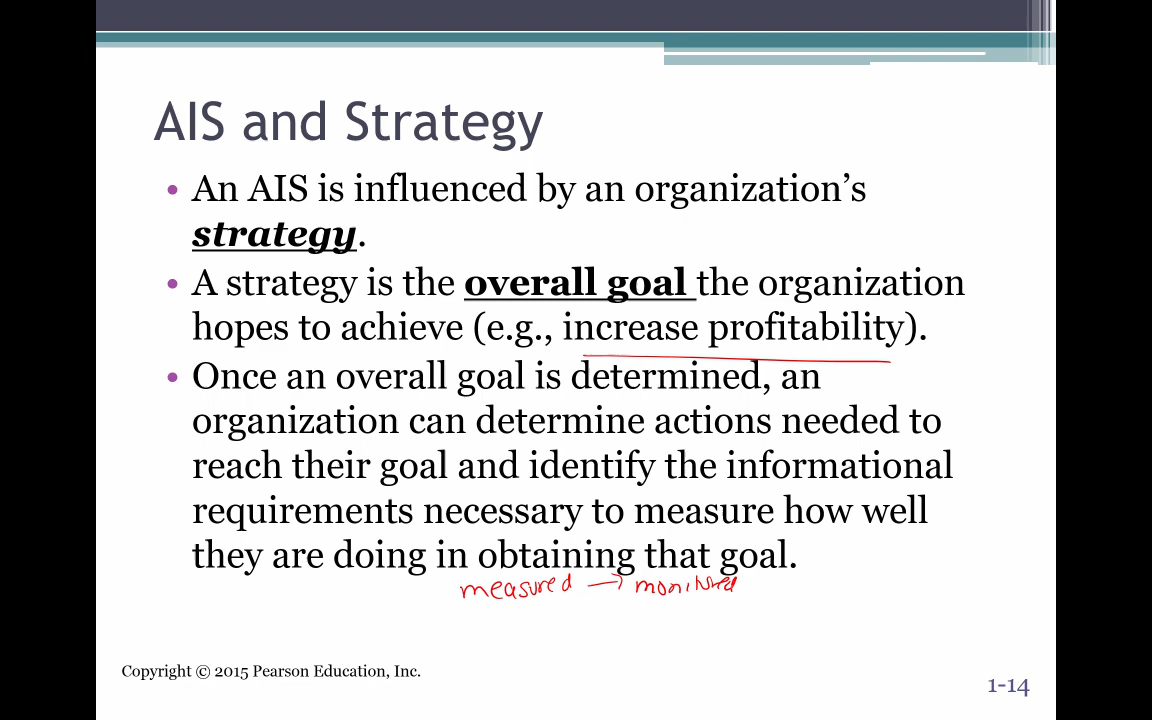 AIS and Strategy
• An AIS is influenced by an organization’s
strategy.
• A strategy is the overall goal the organization
hopes to achieve (e.g., increase profitability).
• Once an overall goal is determined, an
organization can determine actions needed to
reach their goal and identify the informational
requirements necessary to measure how well
they are doing in obtaining that goal.
measured → monitored
Copyright © 2015 Pearson Education, Inc.
1-14